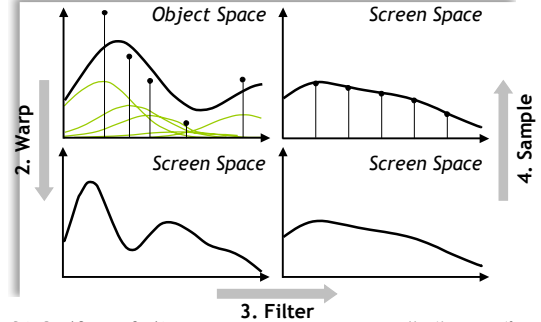 Object Space
Screen Space
2. Warp
4. Sample
Screen Space
Screen Space
3. Filter